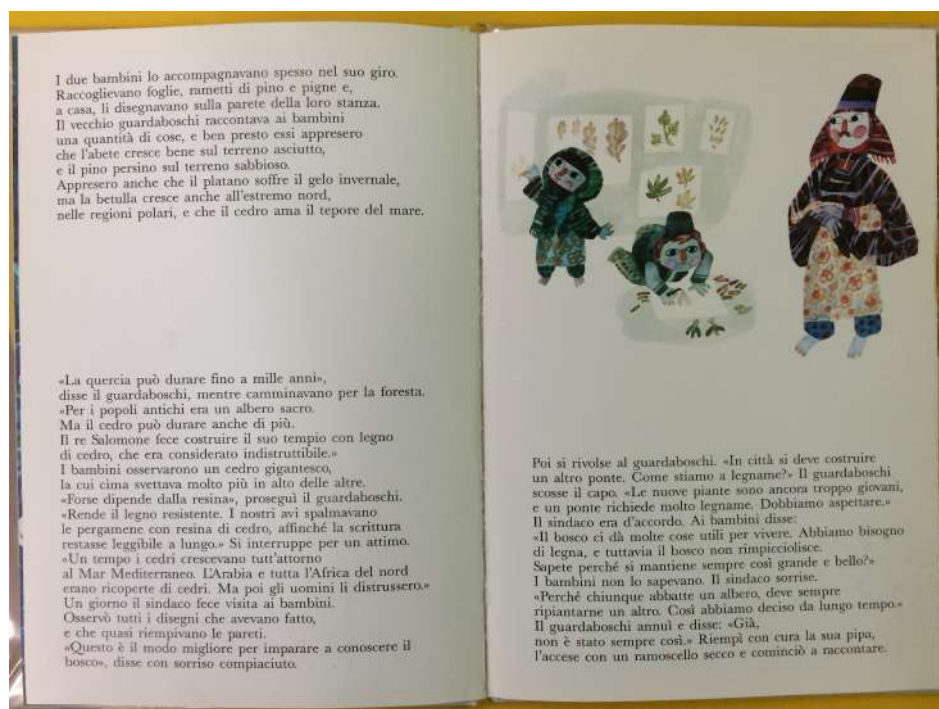 I due bambini lo accompagnavano spesso nel suo giro.
Raccoglievano foglie, rametti di pino e pigne e,
a casa, li disegnavano sulla parete della loro stanza.
Il vecchio guardaboschi raccontava ai bambini
una quantità di cose, e ben presto essi appresero
che l'abete cresce bene sul terreno asciutto,
e il pino persino sul terreno sabbioso.
Appresero anche che il platano soffre il gelo invernale,
ma la betulla cresce anche all'estremo nord,
nelle regioni polari, e che il cedro ama il tepore del mare.
«La quercia può durare fino a mille anni»,
disse il guardaboschi, mentre camminavano per la foresta.
«Per i popoli antichi era un albero sacro.
Ma il cedro può durare anche di più.
Il re Salomone fece costruire il suo tempio con legno
di cedro, che era considerato indistruttibile.»
I bambini osservarono un cedro gigantesco,
la cui cima svettava molto più in alto delle altre.
«Forse dipende dalla resina», proseguì il guardaboschi.
«Rende il legno resistente. I nostri avi spalmavano
le pergamene con resina di cedro, affinché la scrittura
restasse leggibile a lungo.» Si interruppe per un attimo.
«Un tempo i cedri crescevano tutt'attorno
al Mar Mediterraneo. L'Arabia e tutta l'Africa del nord
erano ricoperte di cedri. Ma poi gli uomini li distrussero.»
Un giorno il sindaco fece visita ai bambini.
Osservò tutti i disegni che avevano fatto,
e che quasi riempivano le pareti.
«Questo è il modo migliore per imparare a conoscere il
bosco», disse con sorriso compiaciuto.
Poi si rivolse al guardaboschi. «In città si deve costruire
un altro ponte. Come stiamo a legname?» Il guardaboschi
scosse il capo. «Le nuove piante sono ancora troppo giovani,
e un ponte richiede molto legname. Dobbiamo aspettare.»
Il sindaco era d'accordo. Ai bambini disse:
«Il bosco ci dà molte cose utili per vivere. Abbiamo bisogno
di legna, e tuttavia il bosco non rimpicciolisce.
Sapete perché si mantiene sempre così grande e bello?»
I bambini non lo sapevano. Il sindaco sorrise.
«Perché chiunque abbatte un albero, deve sempre
ripiantarne un altro. Così abbiamo deciso da lungo tempo.»
Il guardaboschi annuì e disse: «Già,
non è stato sempre così.» Riempì con cura la sua pipa,
l'accese con un ramoscello secco e cominciò a raccontare.